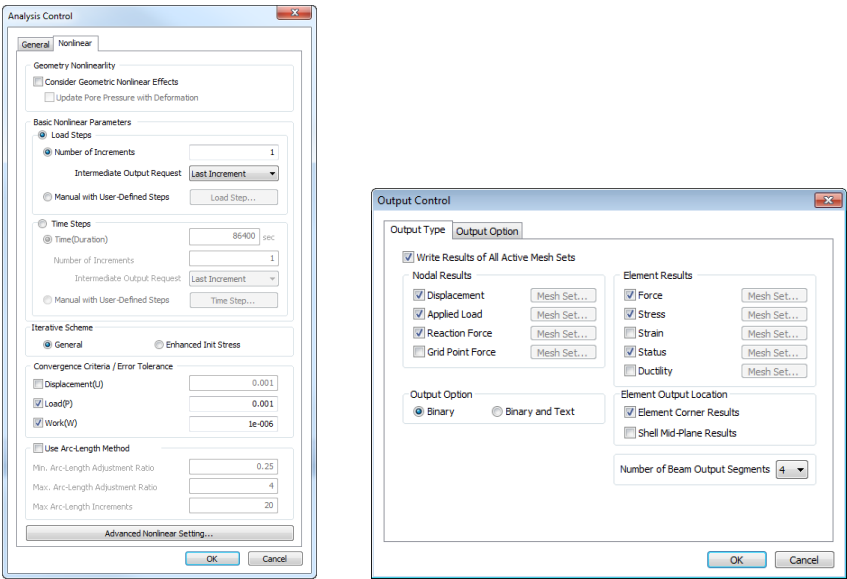 Analysis Control
General
Nonlinear
Geometry Nonlinearlity
Consider Geometric Nonlinear Effects
Update Pore Pressure with Deformation
Basic Nonlinear Parameters
Load Steps
Number of Increments 1
Intermediate Output Request Last Increment
Manual with User-Defined Steps Load Step...
Time Steps
Time(Duration) 86400 sec
Number of Increments 1
Intermediate Output Request Last Increment
Manual with User-Defined Steps Time Step...
Iterative Scheme
General Enhanced Init Stress
Convergence Criteria / Error Tolerance
Displacement(U) 0.001
Load(P) 0.001
Work(W) 1e-006
Use Arc-Length Method
Min. Arc-Length Adjustment Ratio 0.25
Max. Arc-Length Adjustment Ratio 4
Max Arc-Length Increments 20
Advanced Nonlinear Setting...
OK Cancel
Output Control
Output Type Output Option
Write Results of All Active Mesh Sets
Nodal Results
Displacement Mesh Set...
Applied Load Mesh Set...
Reaction Force Mesh Set...
Grid Point Force Mesh Set...
Output Option
Binary Binary and Text
Element Results
Force Mesh Set...
Stress Mesh Set...
Strain Mesh Set...
Status Mesh Set...
Ductility Mesh Set...
Element Output Location
Element Corner Results
Shell Mid-Plane Results
Number of Beam Output Segments 4
OK Cancel